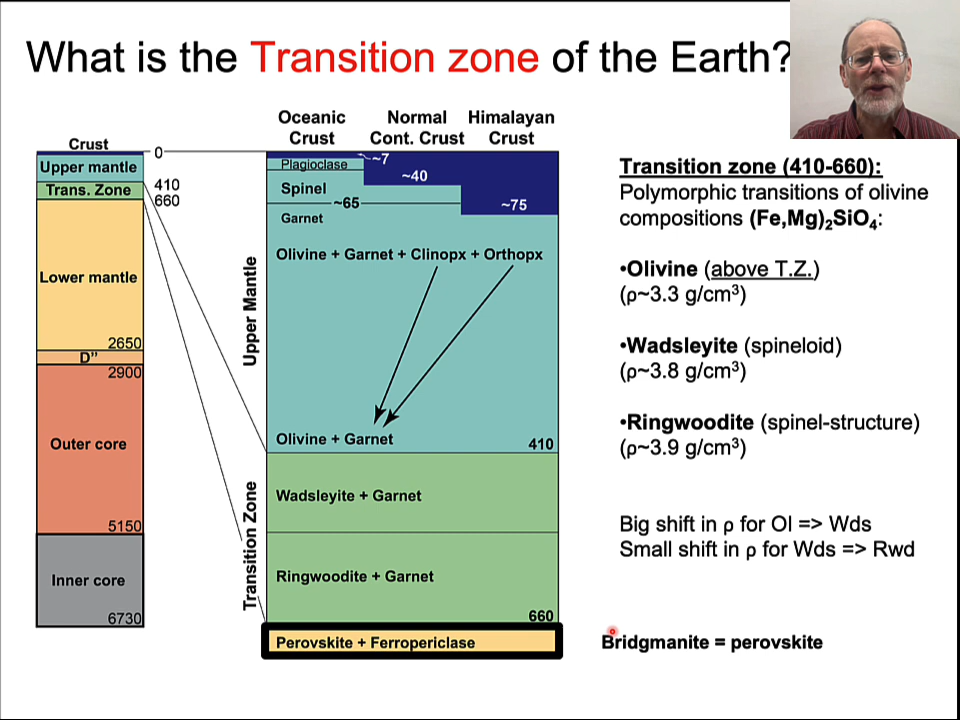 What is the Transition zone of the Earth?
Crust
0
Upper mantle
410
Trans. Zone
660
Lower mantle
2650
D”
2900
Outer core
5150
Inner core
6730
Oceanic Crust
Normal Cont. Crust
Himalayan Crust
~7
Plagioclase
~40
Spinel
~65
~75
Garnet
Olivine + Garnet + Clinopx + Orthopx
Upper Mantle
Olivine + Garnet
410
Wadsleyite + Garnet
Transition Zone
Ringwoodite + Garnet
660
Perovskite + Ferropericlase
Transition zone (410-660):
Polymorphic transitions of olivine
compositions (Fe,Mg)₂SiO₄:
•Olivine (above T.Z.)
(ρ~3.3 g/cm³)
•Wadsleyite (spineloid)
(ρ~3.8 g/cm³)
•Ringwoodite (spinel-structure)
(ρ~3.9 g/cm³)
Big shift in ρ for Ol => Wds
Small shift in ρ for Wds => Rwd
Bridgmanite = perovskite